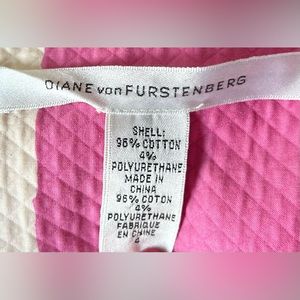 DIANE von FURSTENBERG
SHELL:
96% COTTON
4%
POLYURETHANE
MADE IN
CHINA
96% COTON
4%
POLYURETHANE
FABRIQUE
EN CHINE
4